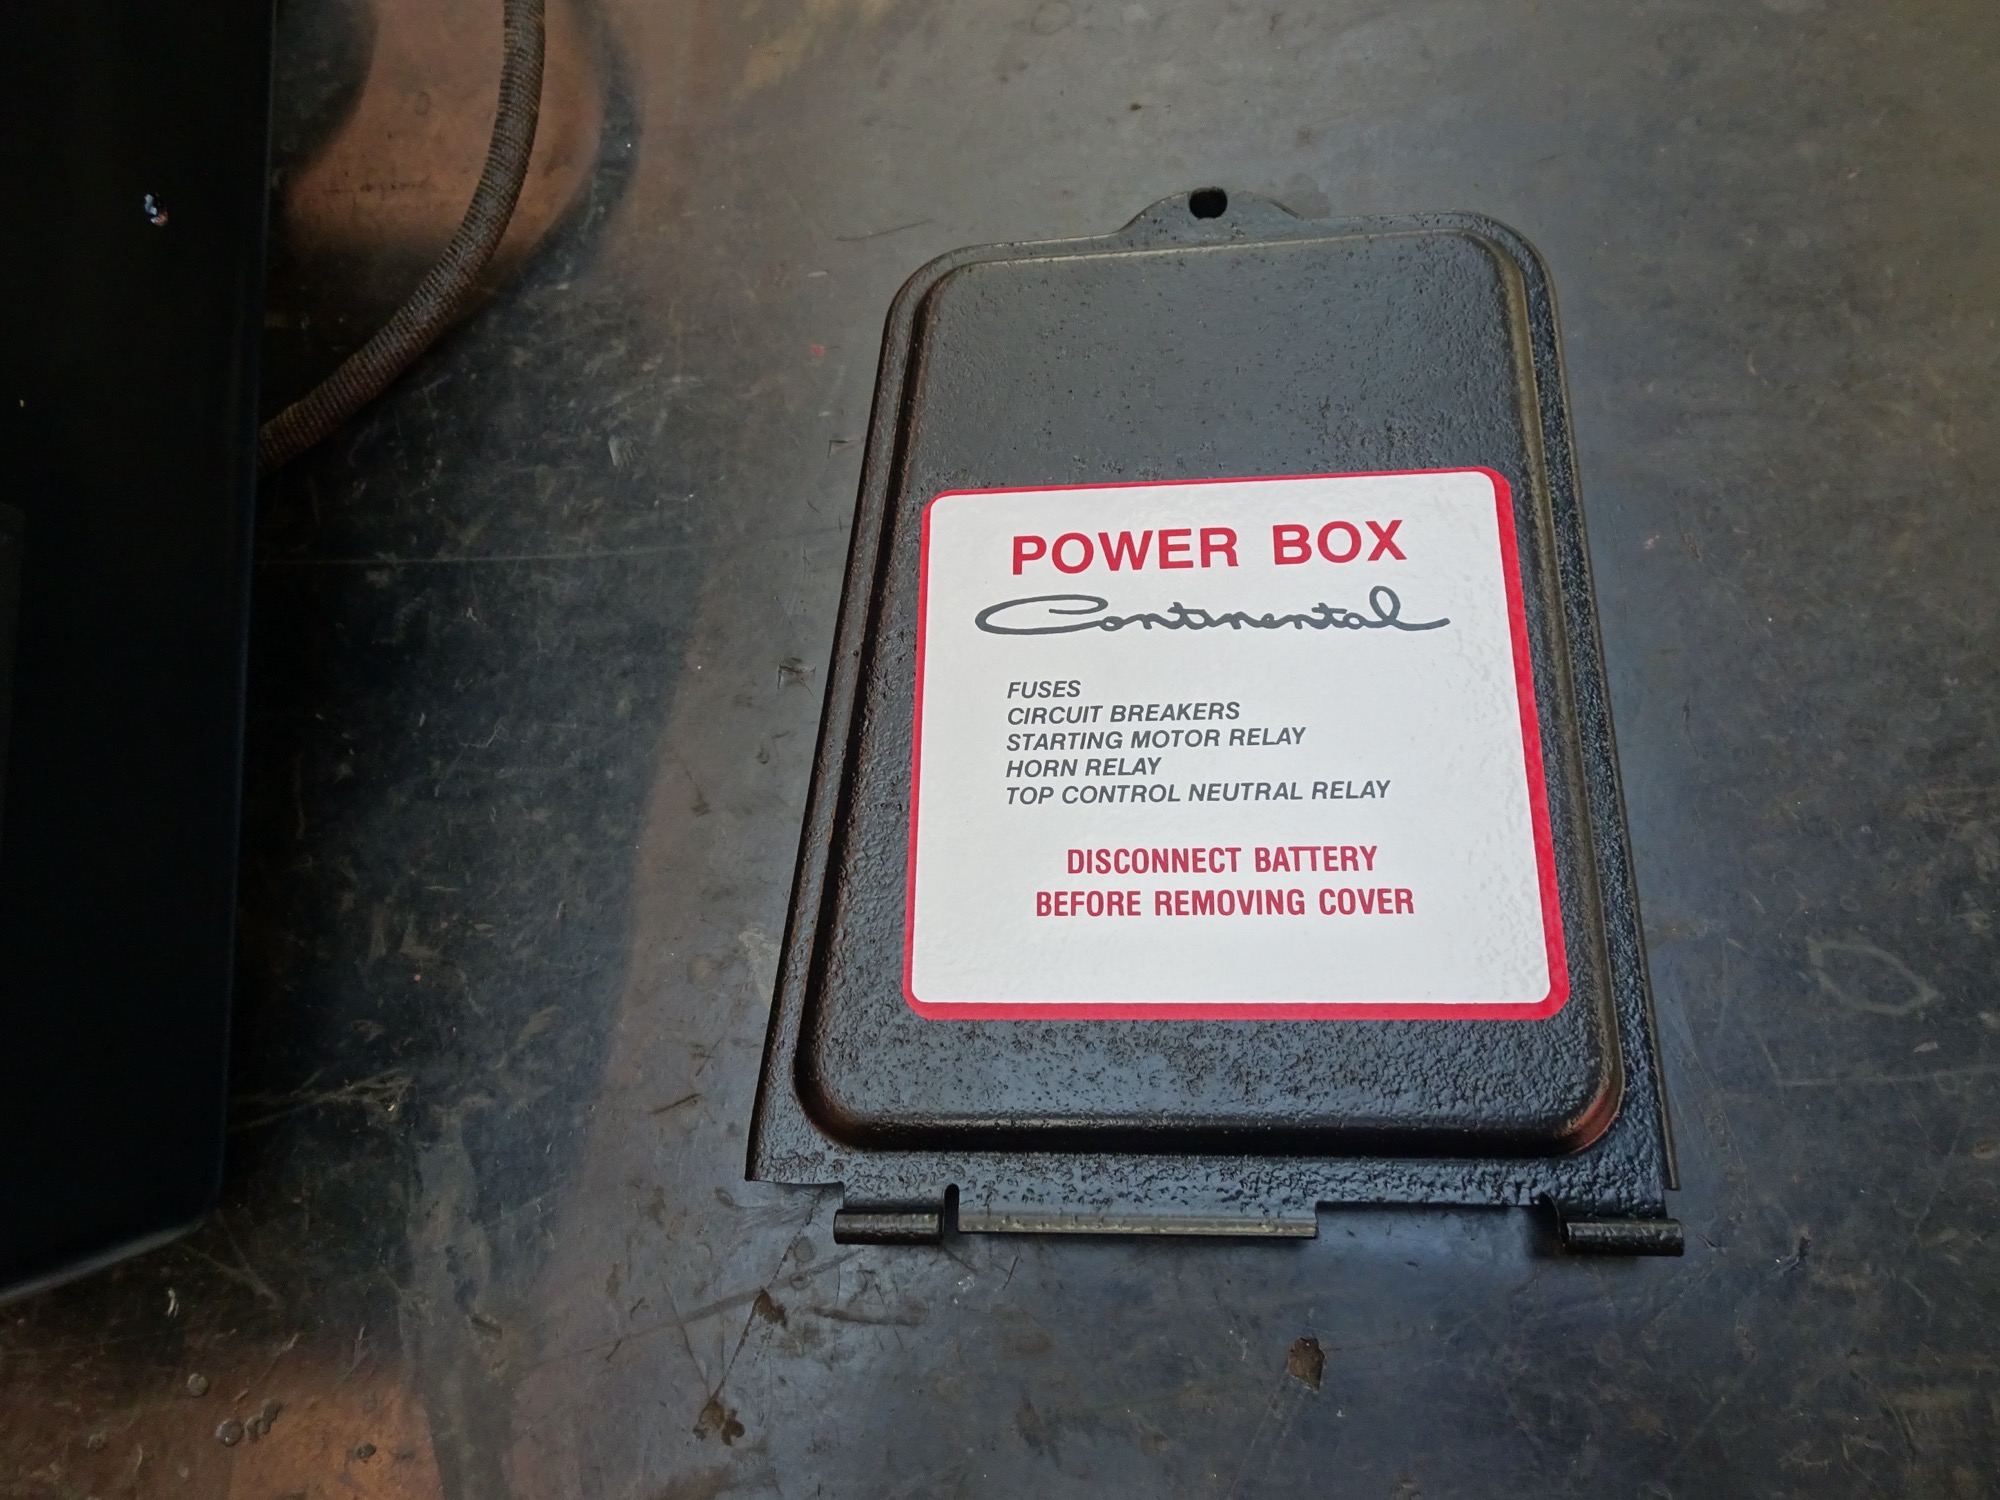 POWER BOX
Continental
FUSES
CIRCUIT BREAKERS
STARTING MOTOR RELAY
HORN RELAY
TOP CONTROL NEUTRAL RELAY
DISCONNECT BATTERY
BEFORE REMOVING COVER